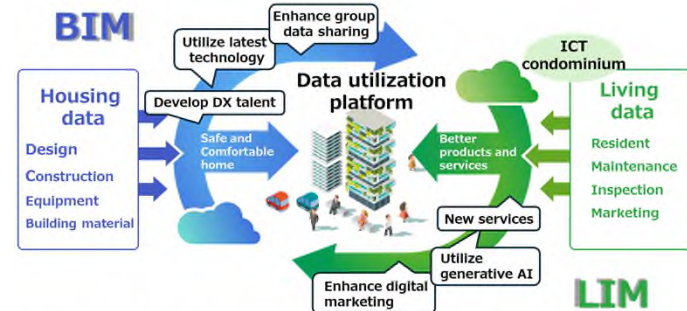 BIM
Enhance group
data sharing
Utilize latest
technology
Develop DX talent
Housing
data
Design
Construction
Equipment
Building material
Safe and
Comfortable
home
Data utilization
platform
Better
products and
services
ICT
condominium
Living
data
Resident
Maintenance
Inspection
Marketing
New services
Utilize
generative AI
Enhance digital
marketing
LIM